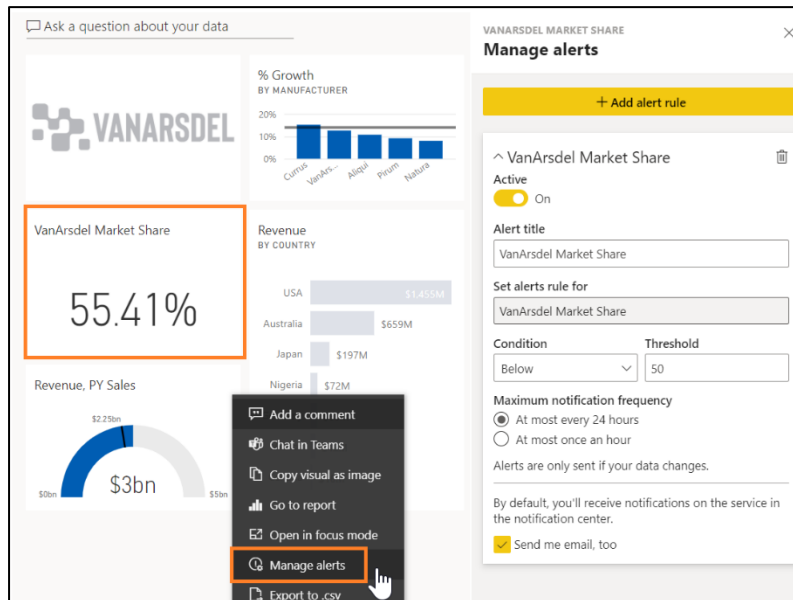 Ask a question about your data
VANARSDEL
% Growth
BY MANUFACTURER
20%
10%
0%
Currus
VanArs...
Aliqui
Pirum
Natura
VanArsdel Market Share
55.41%
Revenue
BY COUNTRY
USA
$1,455M
Australia
$659M
Japan
$197M
Nigeria
$72M
Revenue, PY Sales
$2.25bn
$3bn
$0bn
$5bn
Add a comment
Chat in Teams
Copy visual as image
Go to report
Open in focus mode
Manage alerts
Export to .csv
VANARSDEL MARKET SHARE
Manage alerts
+ Add alert rule
VanArsdel Market Share
Active
On
Alert title
VanArsdel Market Share
Set alerts rule for
VanArsdel Market Share
Condition
Threshold
Below
50
Maximum notification frequency
At most every 24 hours
At most once an hour
Alerts are only sent if your data changes.
By default, you'll receive notifications on the service in
the notification center.
Send me email, too